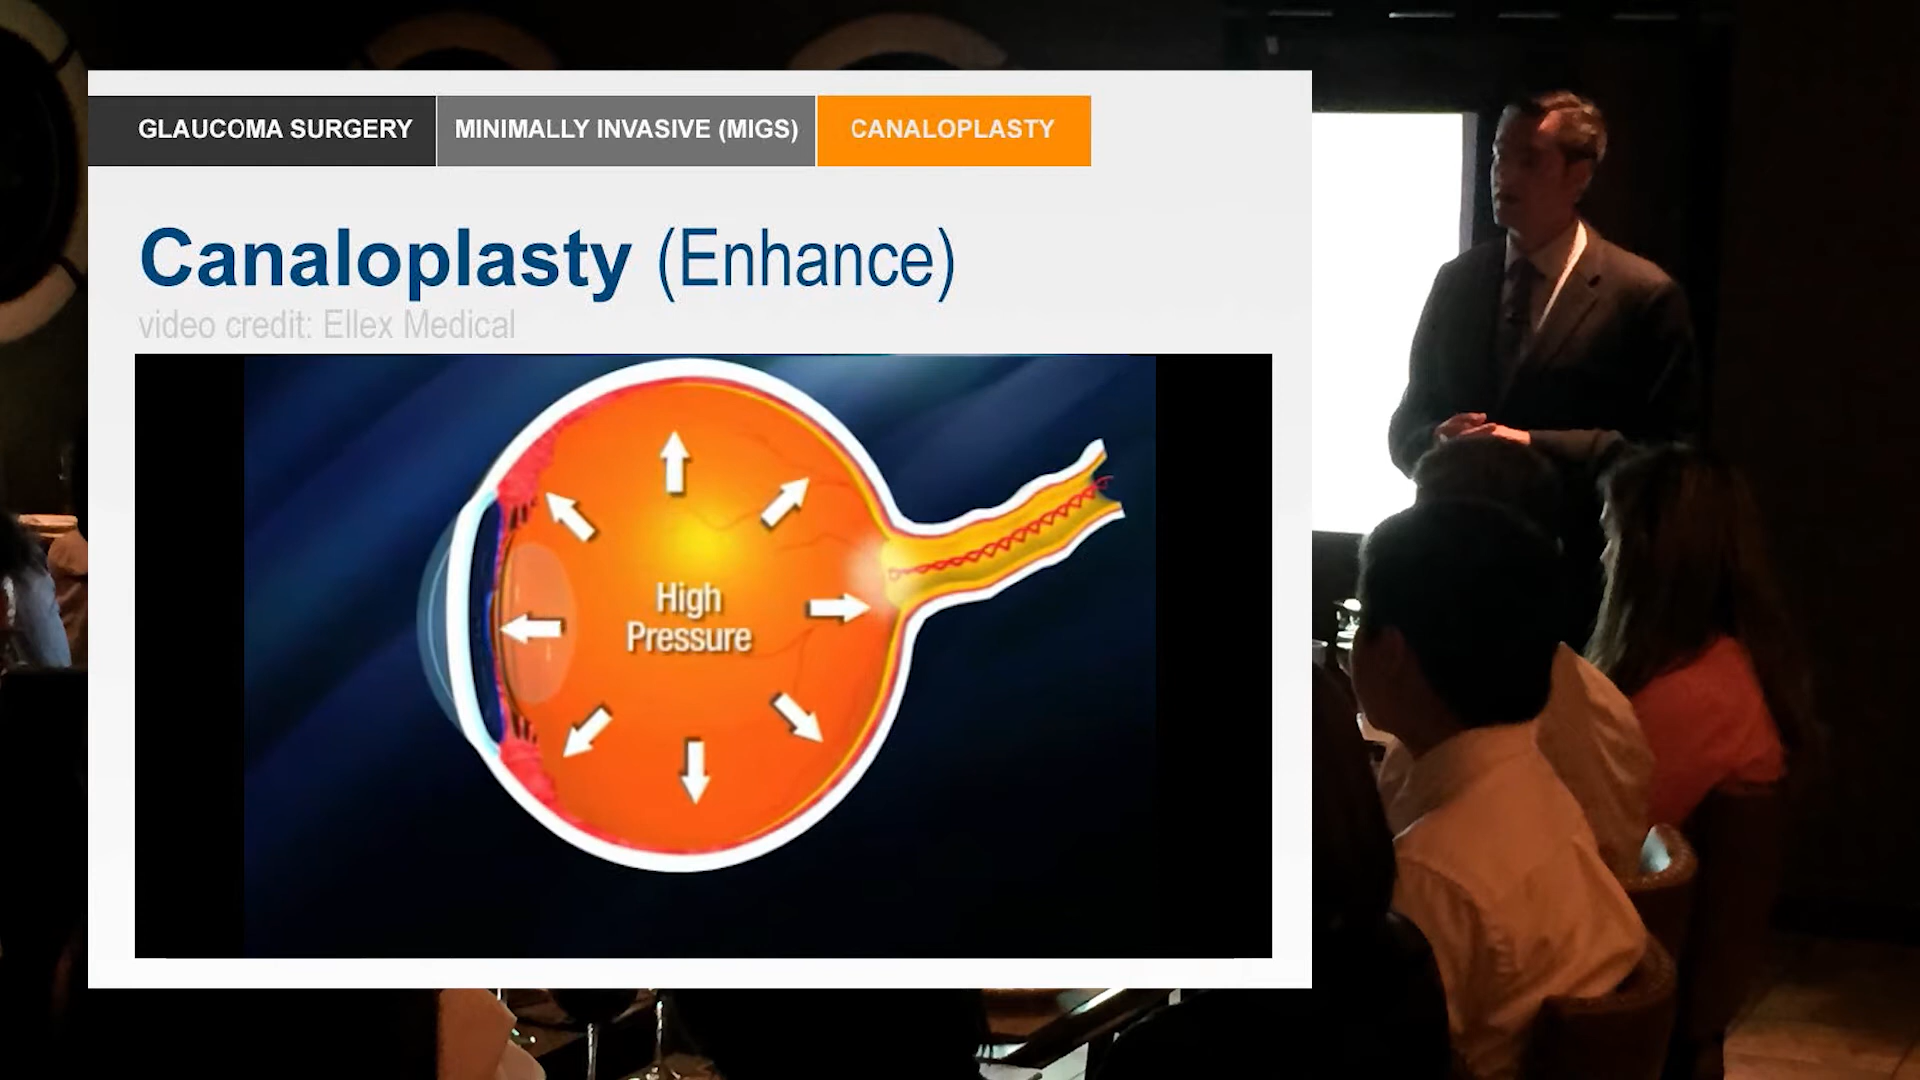 GLAUCOMA SURGERY
MINIMALLY INVASIVE (MIGS)
CANALOPLASTY
Canaloplasty (Enhance)
video credit: Ellex Medical
High
Pressure